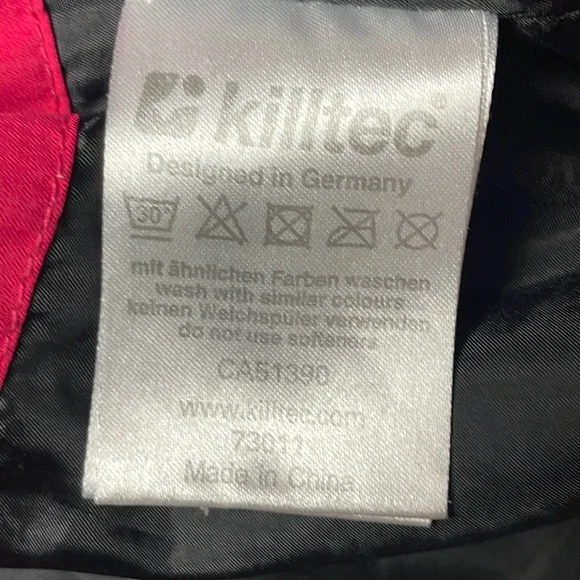 killtec®
Designed in Germany
30°
mit ähnlichen Farben waschen
wash with similar colours
keinen Weichspüler verwenden
do not use softeners
CA51390
www.killtec.com
73011
Made in China